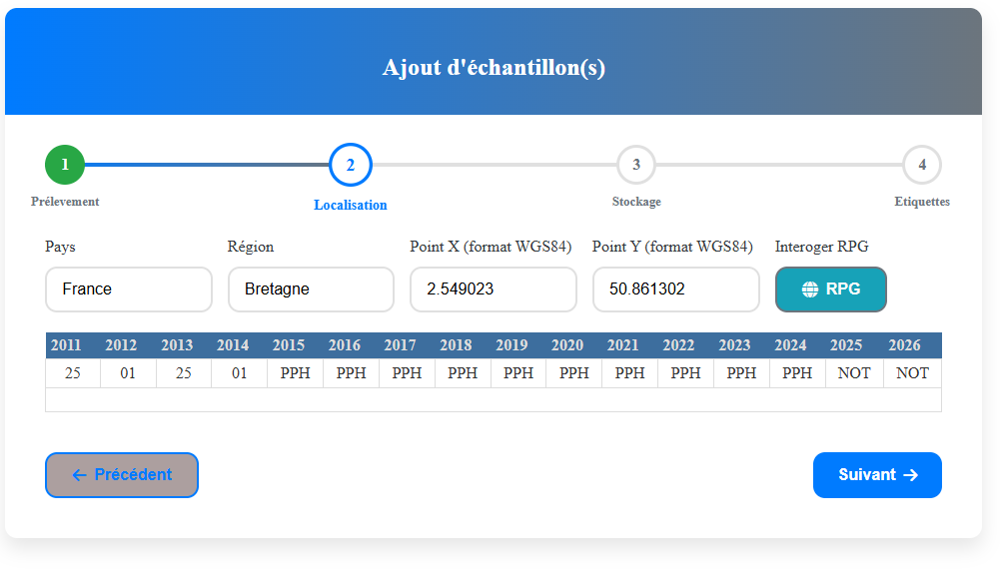 Ajout d'échantillon(s)
1 2 3 4
Prélevement Localisation Stockage Etiquettes
Pays Région Point X (format WGS84) Point Y (format WGS84) Interoger RPG
France Bretagne 2.549023 50.861302 RPG
2011 2012 2013 2014 2015 2016 2017 2018 2019 2020 2021 2022 2023 2024 2025 2026
25 01 25 01 PPH PPH PPH PPH PPH PPH PPH PPH PPH PPH NOT NOT
← Précédent Suivant →